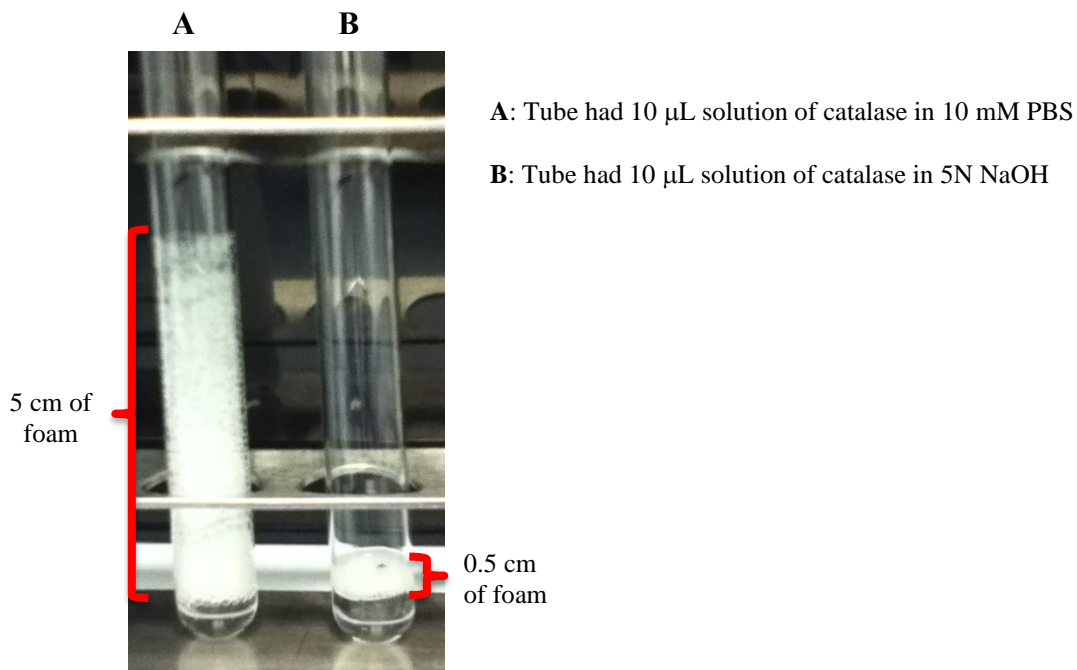 A
B
A: Tube had 10 μL solution of catalase in 10 mM PBS
B: Tube had 10 μL solution of catalase in 5N NaOH
5 cm of
foam
0.5 cm
of foam